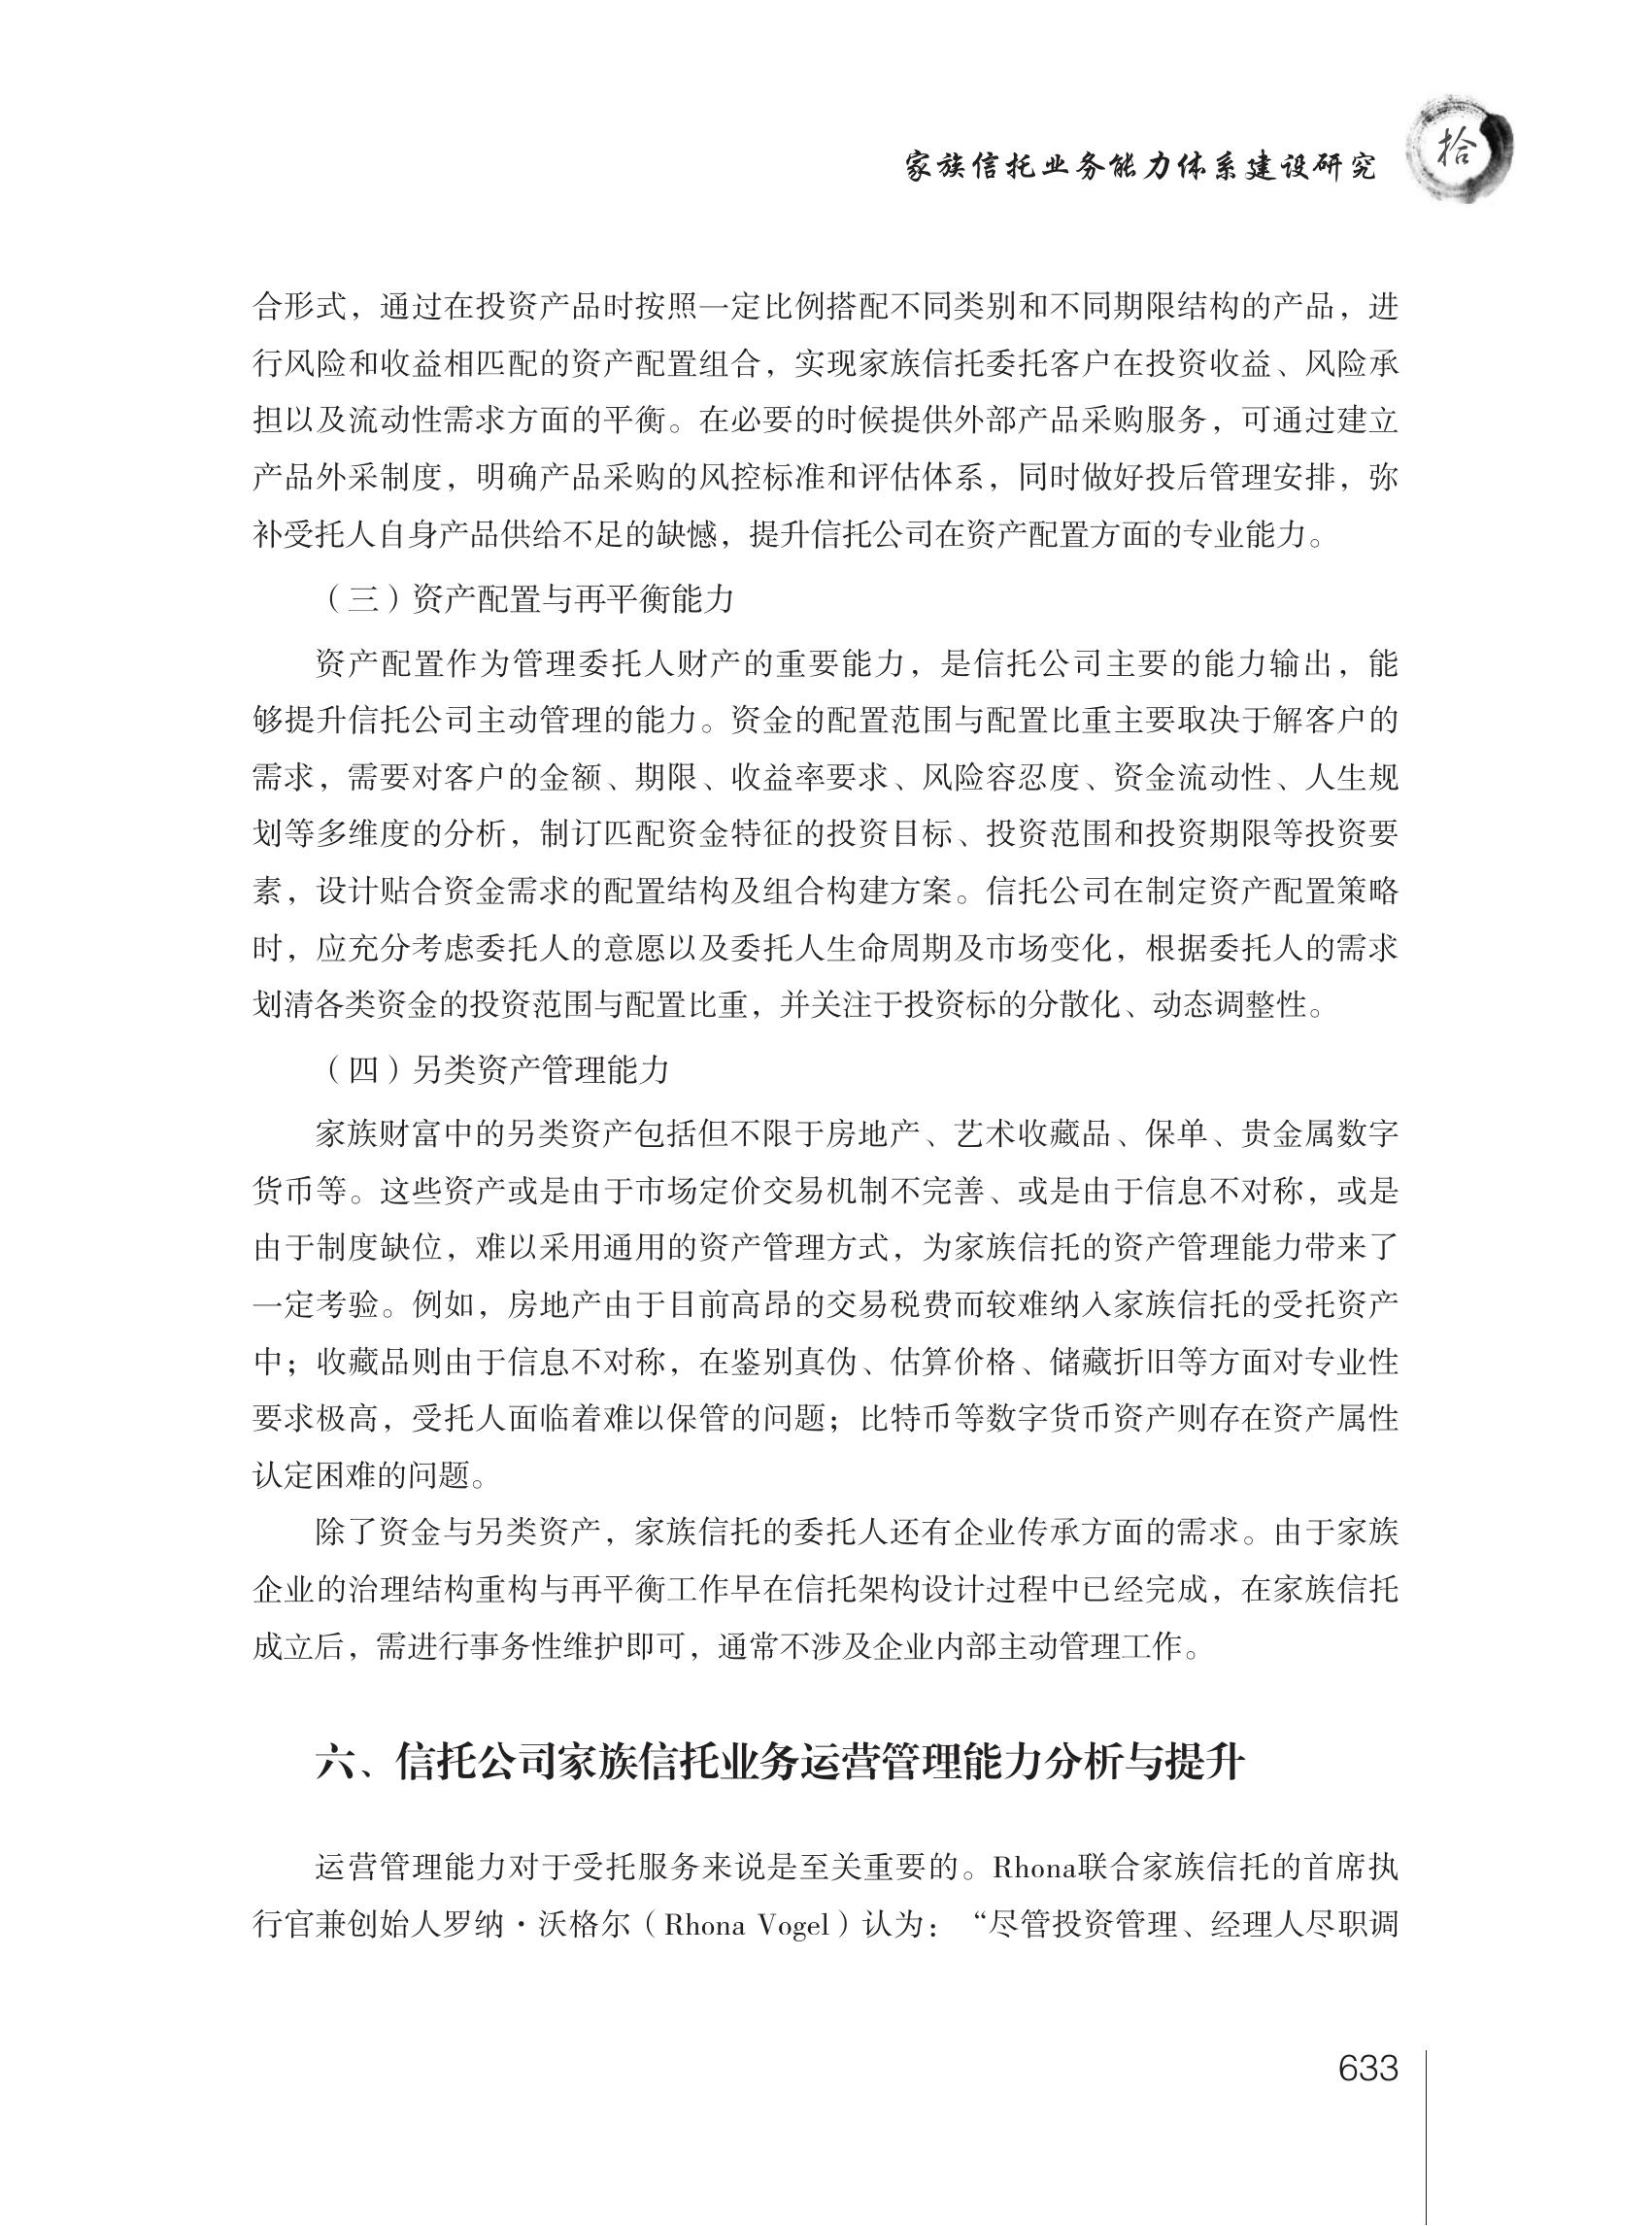 家族信托业务能力体系建设研究
拾
合形式，通过在投资产品时按照一定比例搭配不同类别和不同期限结构的产品，进
行风险和收益相匹配的资产配置组合，实现家族信托委托客户在投资收益、风险承
担以及流动性需求方面的平衡。在必要的时候提供外部产品采购服务，可通过建立
产品外采制度，明确产品采购的风控标准和评估体系，同时做好投后管理安排，弥
补受托人自身产品供给不足的缺憾，提升信托公司在资产配置方面的专业能力。
（三）资产配置与再平衡能力
资产配置作为管理委托人财产的重要能力，是信托公司主要的能力输出，能
够提升信托公司主动管理的能力。资金的配置范围与配置比重主要取决于解客户的
需求，需要对客户的金额、期限、收益率要求、风险容忍度、资金流动性、人生规
划等多维度的分析，制订匹配资金特征的投资目标、投资范围和投资期限等投资要
素，设计贴合资金需求的配置结构及组合构建方案。信托公司在制定资产配置策略
时，应充分考虑委托人的意愿以及委托人生命周期及市场变化，根据委托人的需求
划清各类资金的投资范围与配置比重，并关注于投资标的分散化、动态调整性。
（四）另类资产管理能力
家族财富中的另类资产包括但不限于房地产、艺术收藏品、保单、贵金属数字
货币等。这些资产或是由于市场定价交易机制不完善、或是由于信息不对称，或是
由于制度缺位，难以采用通用的资产管理方式，为家族信托的资产管理能力带来了
一定考验。例如，房地产由于目前高昂的交易税费而较难纳入家族信托的受托资产
中；收藏品则由于信息不对称，在鉴别真伪、估算价格、储藏折旧等方面对专业性
要求极高，受托人面临着难以保管的问题；比特币等数字货币资产则存在资产属性
认定困难的问题。
除了资金与另类资产，家族信托的委托人还有企业传承方面的需求。由于家族
企业的治理结构重构与再平衡工作早在信托架构设计过程中已经完成，在家族信托
成立后，需进行事务性维护即可，通常不涉及企业内部主动管理工作。
六、信托公司家族信托业务运营管理能力分析与提升
运营管理能力对于受托服务来说是至关重要的。Rhona联合家族信托的首席执
行官兼创始人罗纳·沃格尔（Rhona Vogel）认为：“尽管投资管理、经理人尽职调
633